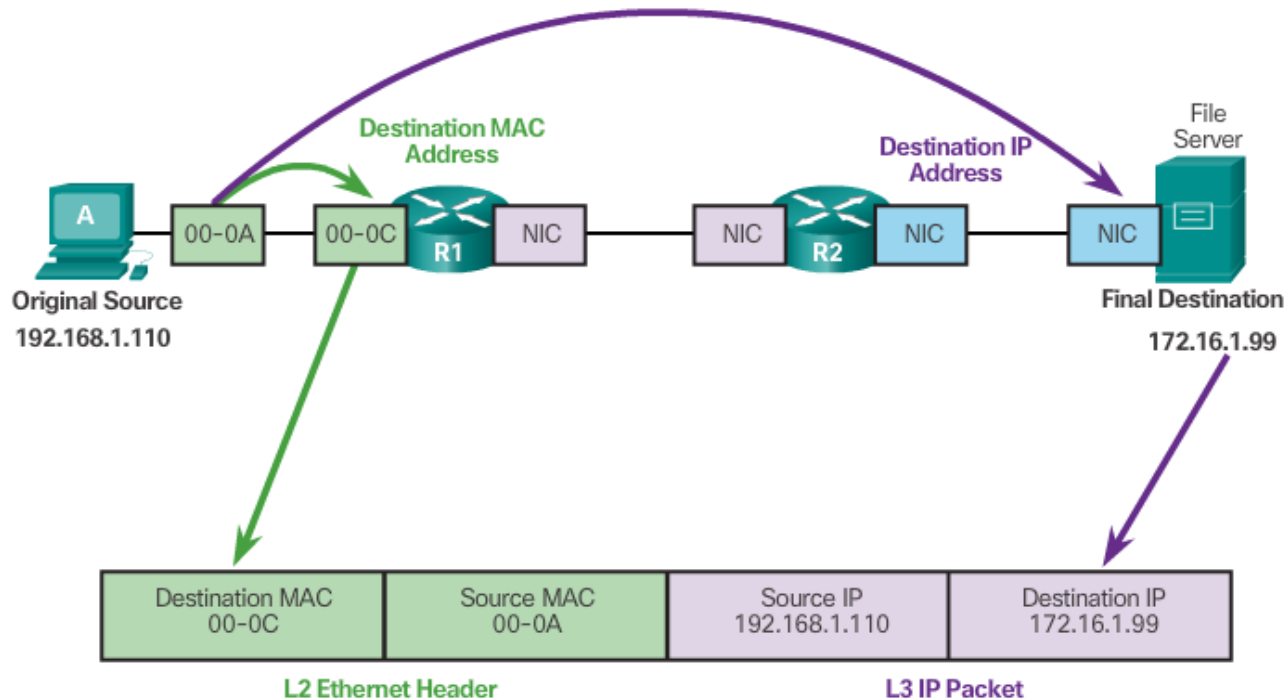 File
Server
Destination MAC
Address
Destination IP
Address
A
00-0A
00-0C
R1
NIC
NIC
R2
NIC
NIC
Original Source
192.168.1.110
Final Destination
172.16.1.99
Destination MAC
00-0C
Source MAC
00-0A
Source IP
192.168.1.110
Destination IP
172.16.1.99
L2 Ethernet Header
L3 IP Packet